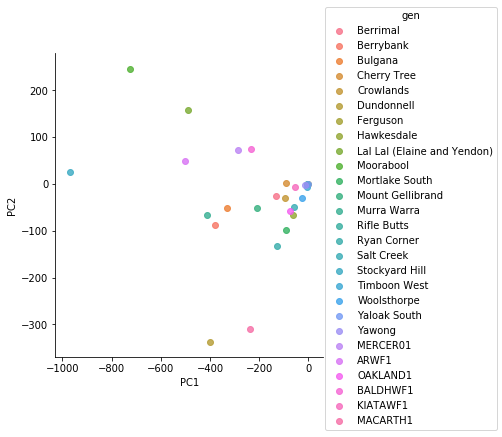 gen
Berrimal
Berrybank
Bulgana
Cherry Tree
Crowlands
Dundonnell
Ferguson
Hawkesdale
Lal Lal (Elaine and Yendon)
Moorabool
Mortlake South
Mount Gellibrand
Murra Warra
Rifle Butts
Ryan Corner
Salt Creek
Stockyard Hill
Timboon West
Woolsthorpe
Yaloak South
Yawong
MERCER01
ARWF1
OAKLAND1
BALDHWF1
KIATAWF1
MACARTH1
200
100
0
−100
−200
−300
PC2
−1000
−800
−600
−400
−200
0
PC1